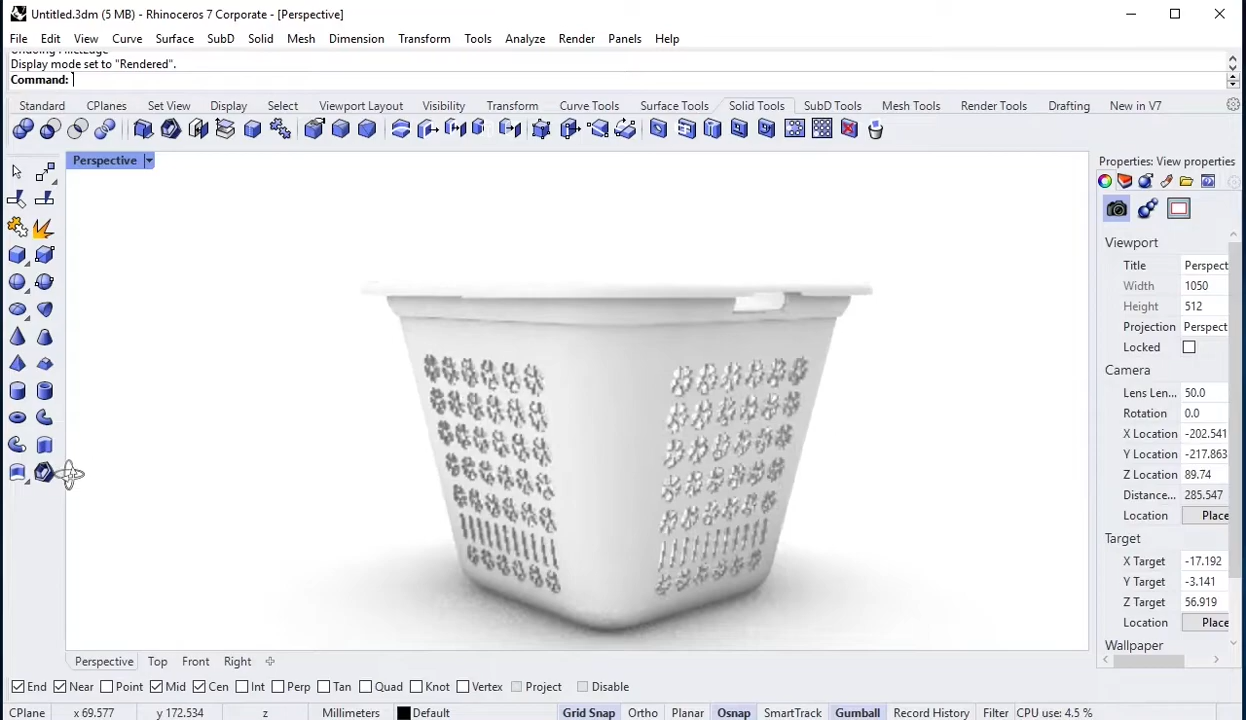 Untitled.3dm (5 MB) - Rhinoceros 7 Corporate - [Perspective]
File Edit View Curve Surface SubD Solid Mesh Dimension Transform Tools Analyze Render Panels Help
Undoing FilletEdge
Display mode set to "Rendered".
Command:
Standard CPlanes Set View Display Select Viewport Layout Visibility Transform Curve Tools Surface Tools Solid Tools SubD Tools Mesh Tools Render Tools Drafting New in V7
Perspective
Properties: View properties
Viewport
Title Perspect
Width 1050
Height 512
Projection Perspect
Locked
Camera
Lens Len... 50.0
Rotation 0.0
X Location -202.541
Y Location -217.863
Z Location 89.74
Distance... 285.547
Location Place
Target
X Target -17.192
Y Target -3.141
Z Target 56.919
Location Place
Wallpaper
Perspective Top Front Right
End Near Point Mid Cen Int Perp Tan Quad Knot Vertex Project Disable
CPlane x 69.577 y 172.534 z Millimeters Default Grid Snap Ortho Planar Osnap SmartTrack Gumball Record History Filter CPU use: 4.5 %